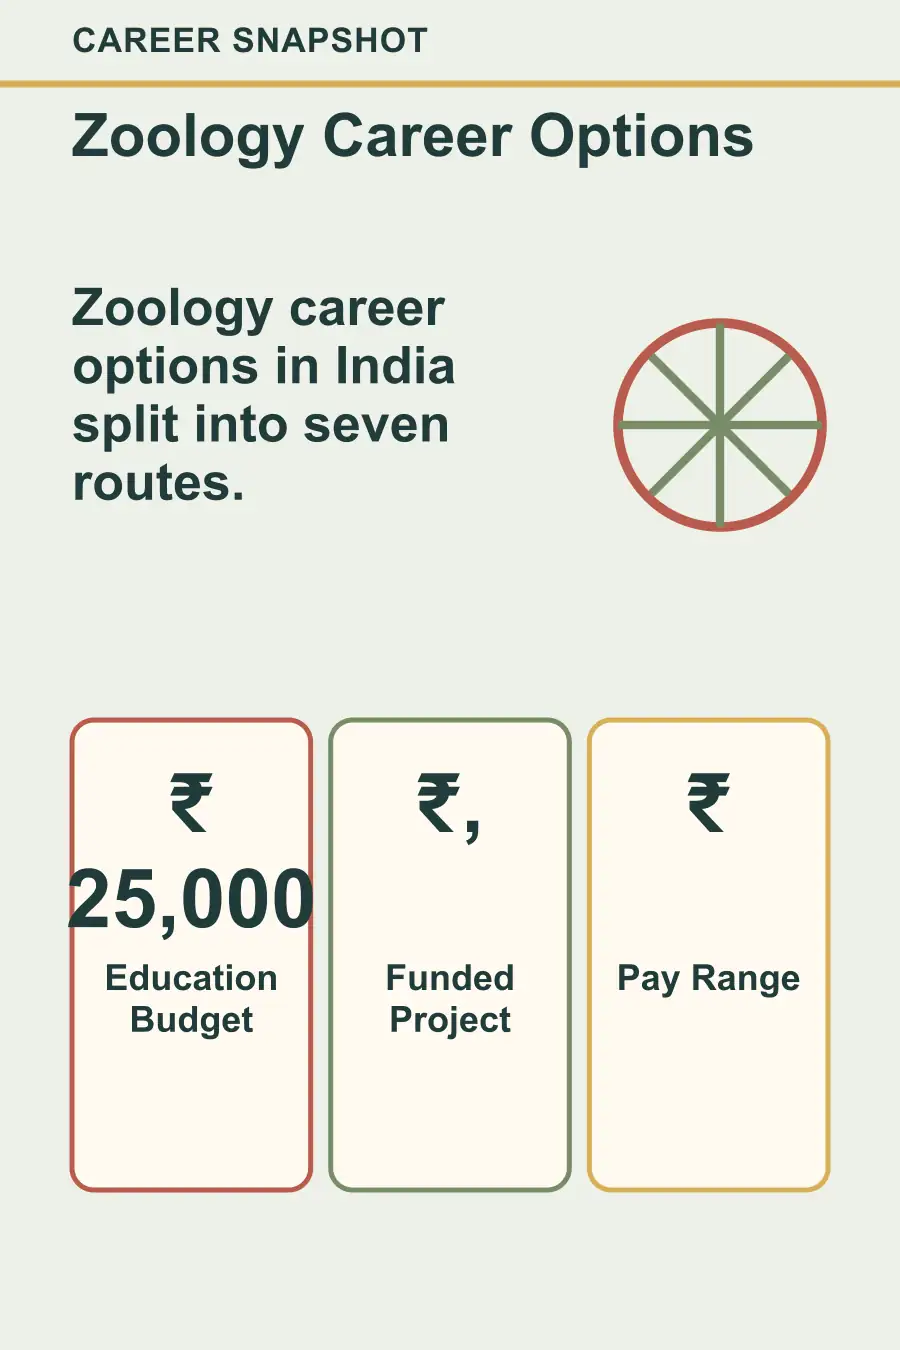 CAREER SNAPSHOT
Zoology Career Options
Zoology career
options in India
split into seven
routes.
₹
25,000
Education
Budget
₹,
Funded
Project
₹
Pay Range